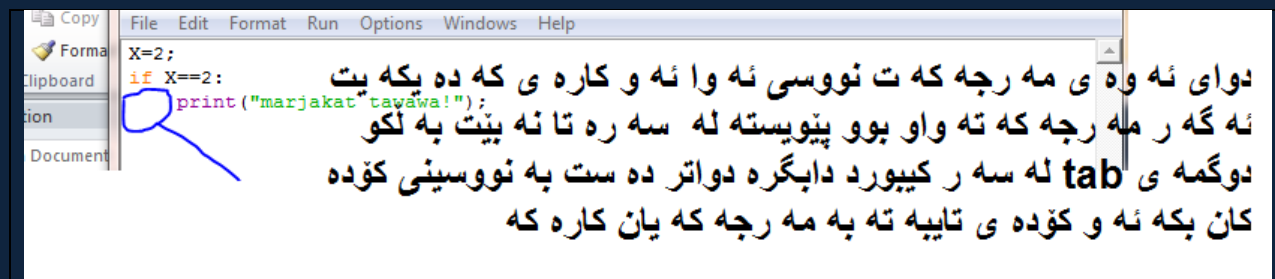 Copy
File Edit Format Run Options Windows Help
Forma
X=2;
Clipboard
if X==2:
print("marjakat tawawa!");
tion
Document
دوای ئه وه ی مه رجه که ت نووسی ئه وا ئه و کاره ی که ده یکه یت
ئه گه ر مه رجه که ته واو بوو پێویسته له سه ره تا نه بێت به ڵکو
دوگمه ی tab له سه ر کیبورد دابگره دواتر ده ست به نووسینی کۆده
کان بکه ئه و کۆده ی تایبه ته به مه رجه که یان کاره که